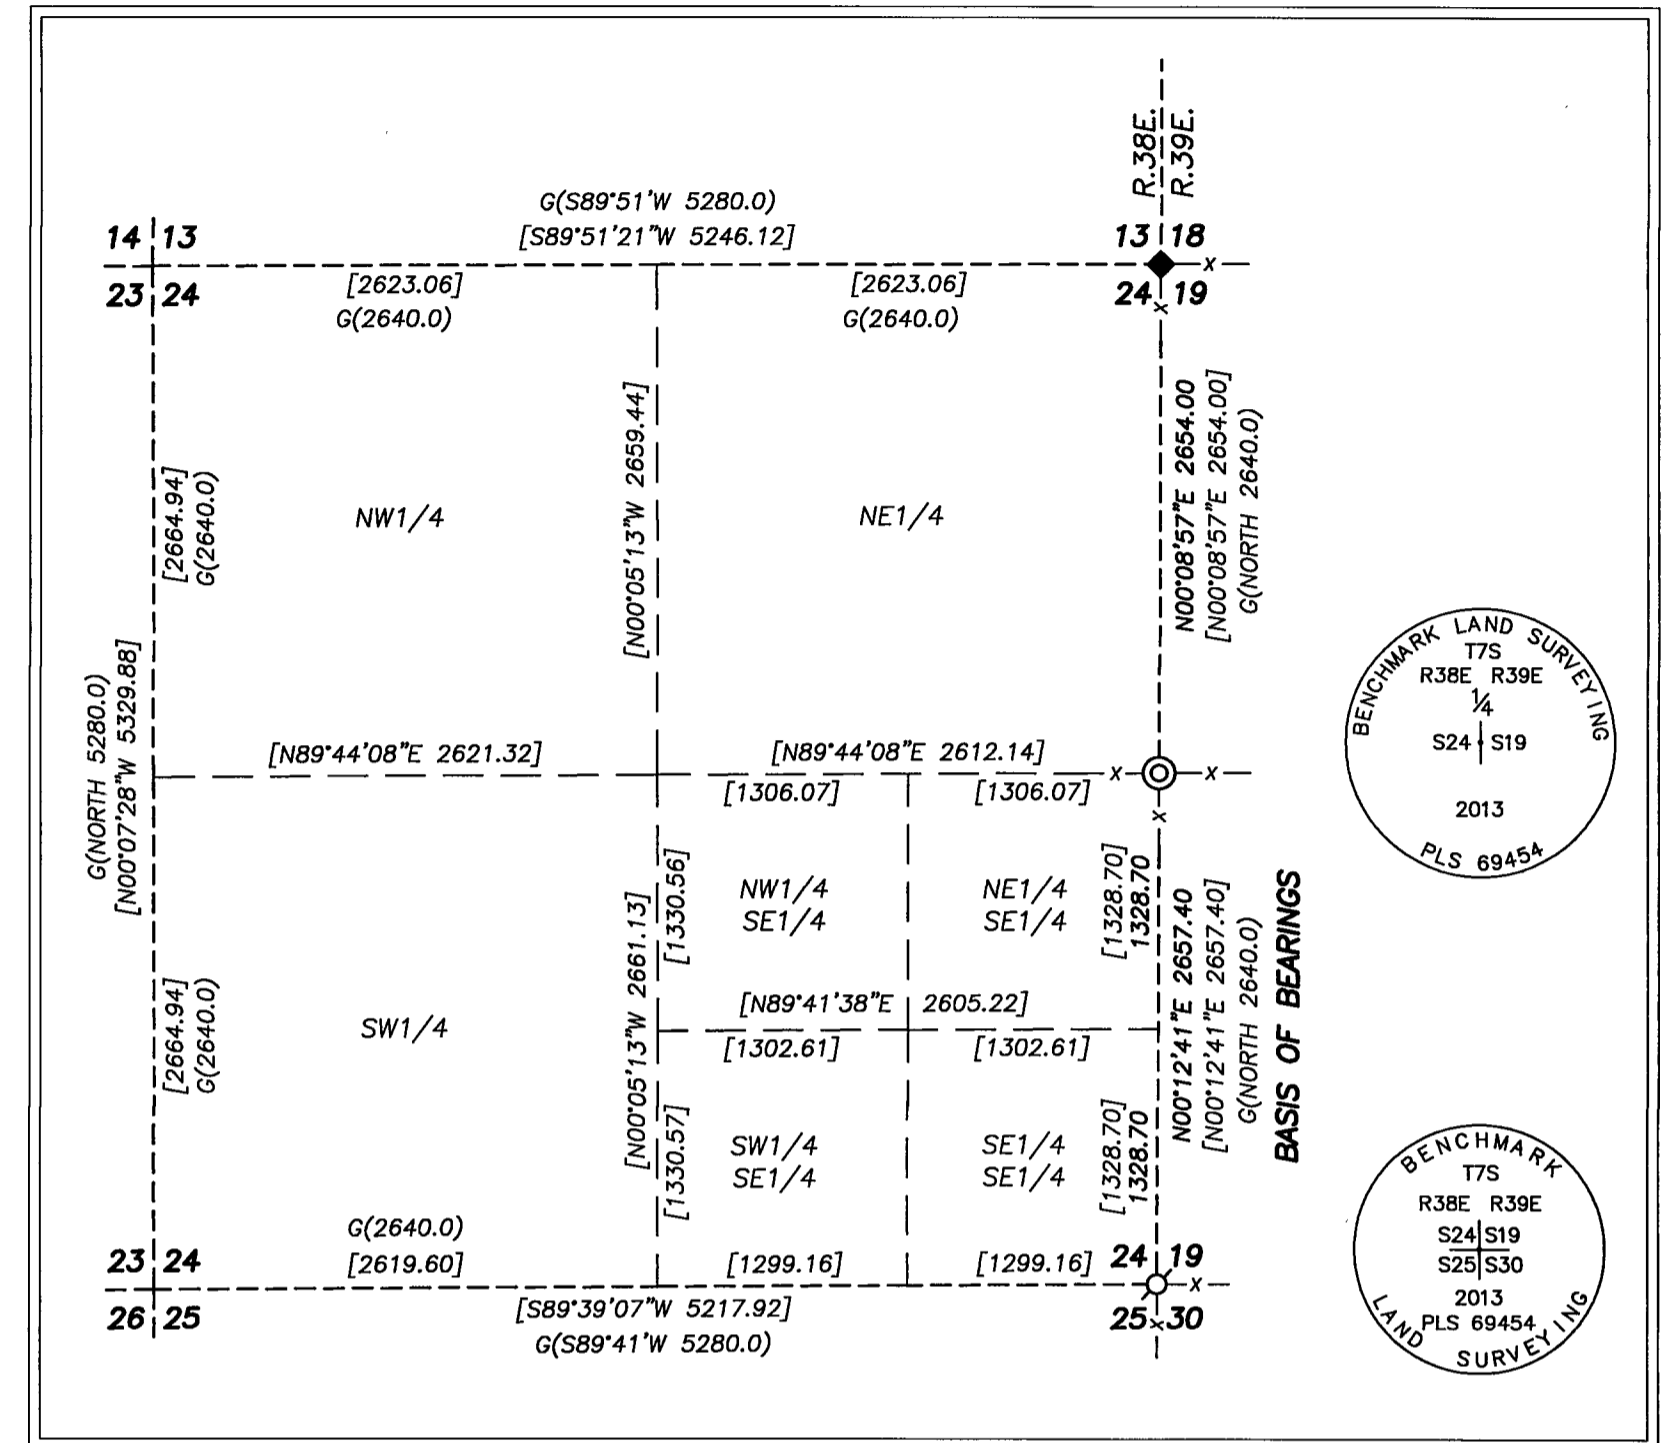 R.38E.
R.39E.
G(S89°51'W 5280.0)
[S89°51'21"W 5246.12]
14 13
13 18
23 24
24 19
[2623.06]
G(2640.0)
[2623.06]
G(2640.0)
[2664.94]
G(2640.0)
NW1/4
[N00°05'13"W 2659.44]
NE1/4
N00°08'57"E 2654.00
[N00°08'57"E 2654.00]
G(NORTH 2640.0)
G(NORTH 5280.0)
[N00°07'28"W 5329.88]
[N89°44'08"E 2621.32]
[N89°44'08"E 2612.14]
[1306.07]
[1306.07]
[2664.94]
G(2640.0)
SW1/4
[N00°05'13"W 2661.13]
[1330.56]
NW1/4
SE1/4
NE1/4
SE1/4
[1328.70]
1328.70
N00°12'41"E 2657.40
[N00°12'41"E 2657.40]
G(NORTH 2640.0)
BASIS OF BEARINGS
[N89°41'38"E 2605.22]
[1302.61]
[1302.61]
[1330.57]
SW1/4
SE1/4
SE1/4
SE1/4
[1328.70]
1328.70
G(2640.0)
[2619.60]
[1299.16]
[1299.16]
23 24
24 19
26 25
25 30
[S89°39'07"W 5217.92]
G(S89°41'W 5280.0)
BENCHMARK LAND SURVEYING
T7S
R38E R39E
1/4
S24 S19
2013
PLS 69454
BENCHMARK
T7S
R38E R39E
S24 S19
S25 S30
2013
PLS 69454
LAND SURVEYING